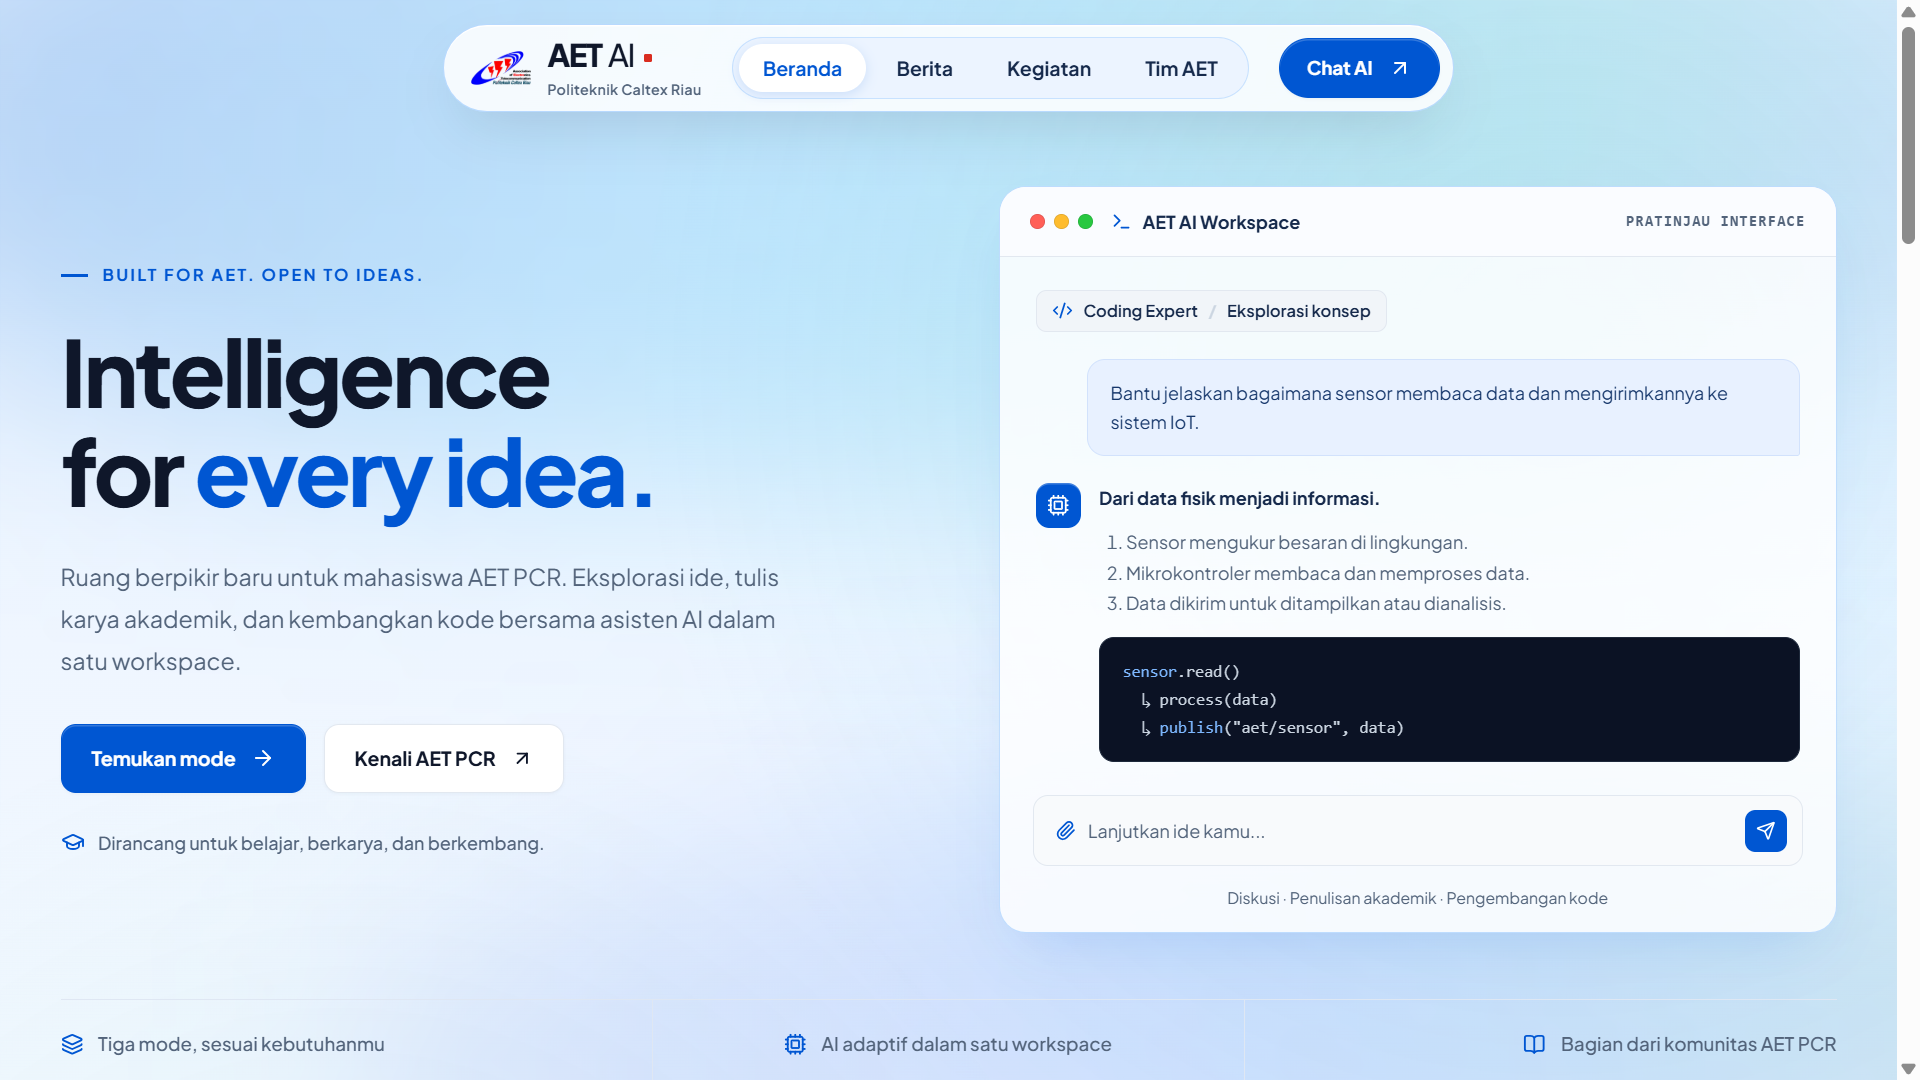 AET AI
Politeknik Caltex Riau
Beranda
Berita
Kegiatan
Tim AET
Chat AI
BUILT FOR AET. OPEN TO IDEAS.
Intelligence
for every idea.
Ruang berpikir baru untuk mahasiswa AET PCR. Eksplorasi ide, tulis
karya akademik, dan kembangkan kode bersama asisten AI dalam
satu workspace.
Temukan mode
Kenali AET PCR
Dirancang untuk belajar, berkarya, dan berkembang.
AET AI Workspace
PRATINJAU INTERFACE
Coding Expert / Eksplorasi konsep
Bantu jelaskan bagaimana sensor membaca data dan mengirimkannya ke
sistem IoT.
Dari data fisik menjadi informasi.
1. Sensor mengukur besaran di lingkungan.
2. Mikrokontroler membaca dan memproses data.
3. Data dikirim untuk ditampilkan atau dianalisis.
sensor.read()
↳ process(data)
↳ publish("aet/sensor", data)
Lanjutkan ide kamu...
Diskusi · Penulisan akademik · Pengembangan kode
Tiga mode, sesuai kebutuhanmu
AI adaptif dalam satu workspace
Bagian dari komunitas AET PCR